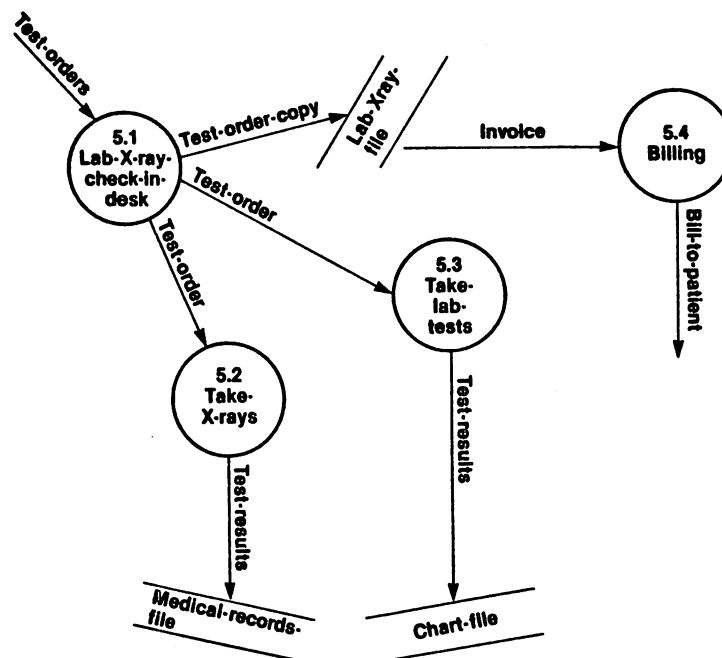 Test-orders
5.1
Lab-X-ray-
check-in-
desk
Test-order-copy
Lab-Xray-
file
Invoice
5.4
Billing
Test-order
Test-order
Bill-to-patient
5.3
Take-
lab-
tests
5.2
Take-
X-rays
Test-results
Test-results
Medical-records-
file
Chart-file